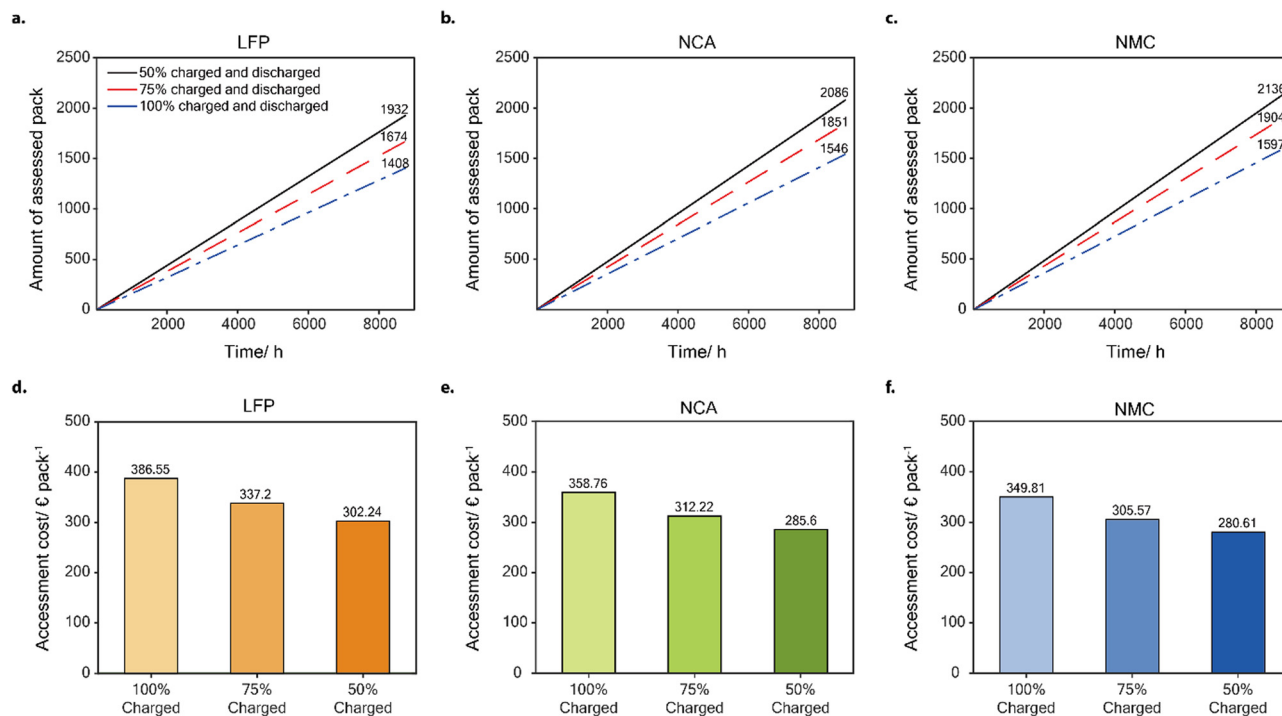 a.
LFP
Amount of assessed pack
2500
2000
1500
1000
500
0
50% charged and discharged
75% charged and discharged
100% charged and discharged
1932
1674
1408
2000
4000
6000
8000
Time/ h
b.
NCA
Amount of assessed pack
2500
2000
1500
1000
500
0
2086
1851
1546
2000
4000
6000
8000
Time/ h
c.
NMC
Amount of assessed pack
2500
2000
1500
1000
500
0
2136
1904
1597
2000
4000
6000
8000
Time/ h
d.
LFP
Accessment cost/ € pack⁻¹
500
400
300
200
100
0
386.55
337.2
302.24
100%
Charged
75%
Charged
50%
Charged
e.
NCA
Accessment cost/ € pack⁻¹
500
400
300
200
100
0
358.76
312.22
285.6
100%
Charged
75%
Charged
50%
Charged
f.
NMC
Accessment cost/ € pack⁻¹
500
400
300
200
100
0
349.81
305.57
280.61
100%
Charged
75%
Charged
50%
Charged